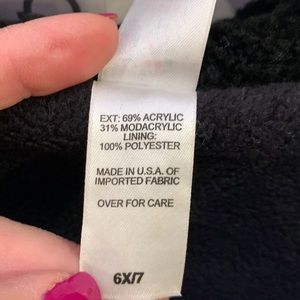 EXT: 69% ACRYLIC
31% MODACRYLIC
LINING:
100% POLYESTER
MADE IN U.S.A. OF
IMPORTED FABRIC
OVER FOR CARE
6X/7